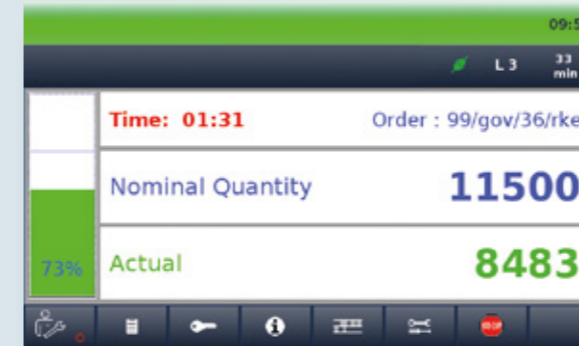 09:5
L 3
33
min
Time: 01:31
Order : 99/gov/36/rke
Nominal Quantity
11500
73%
Actual
8483
STOP